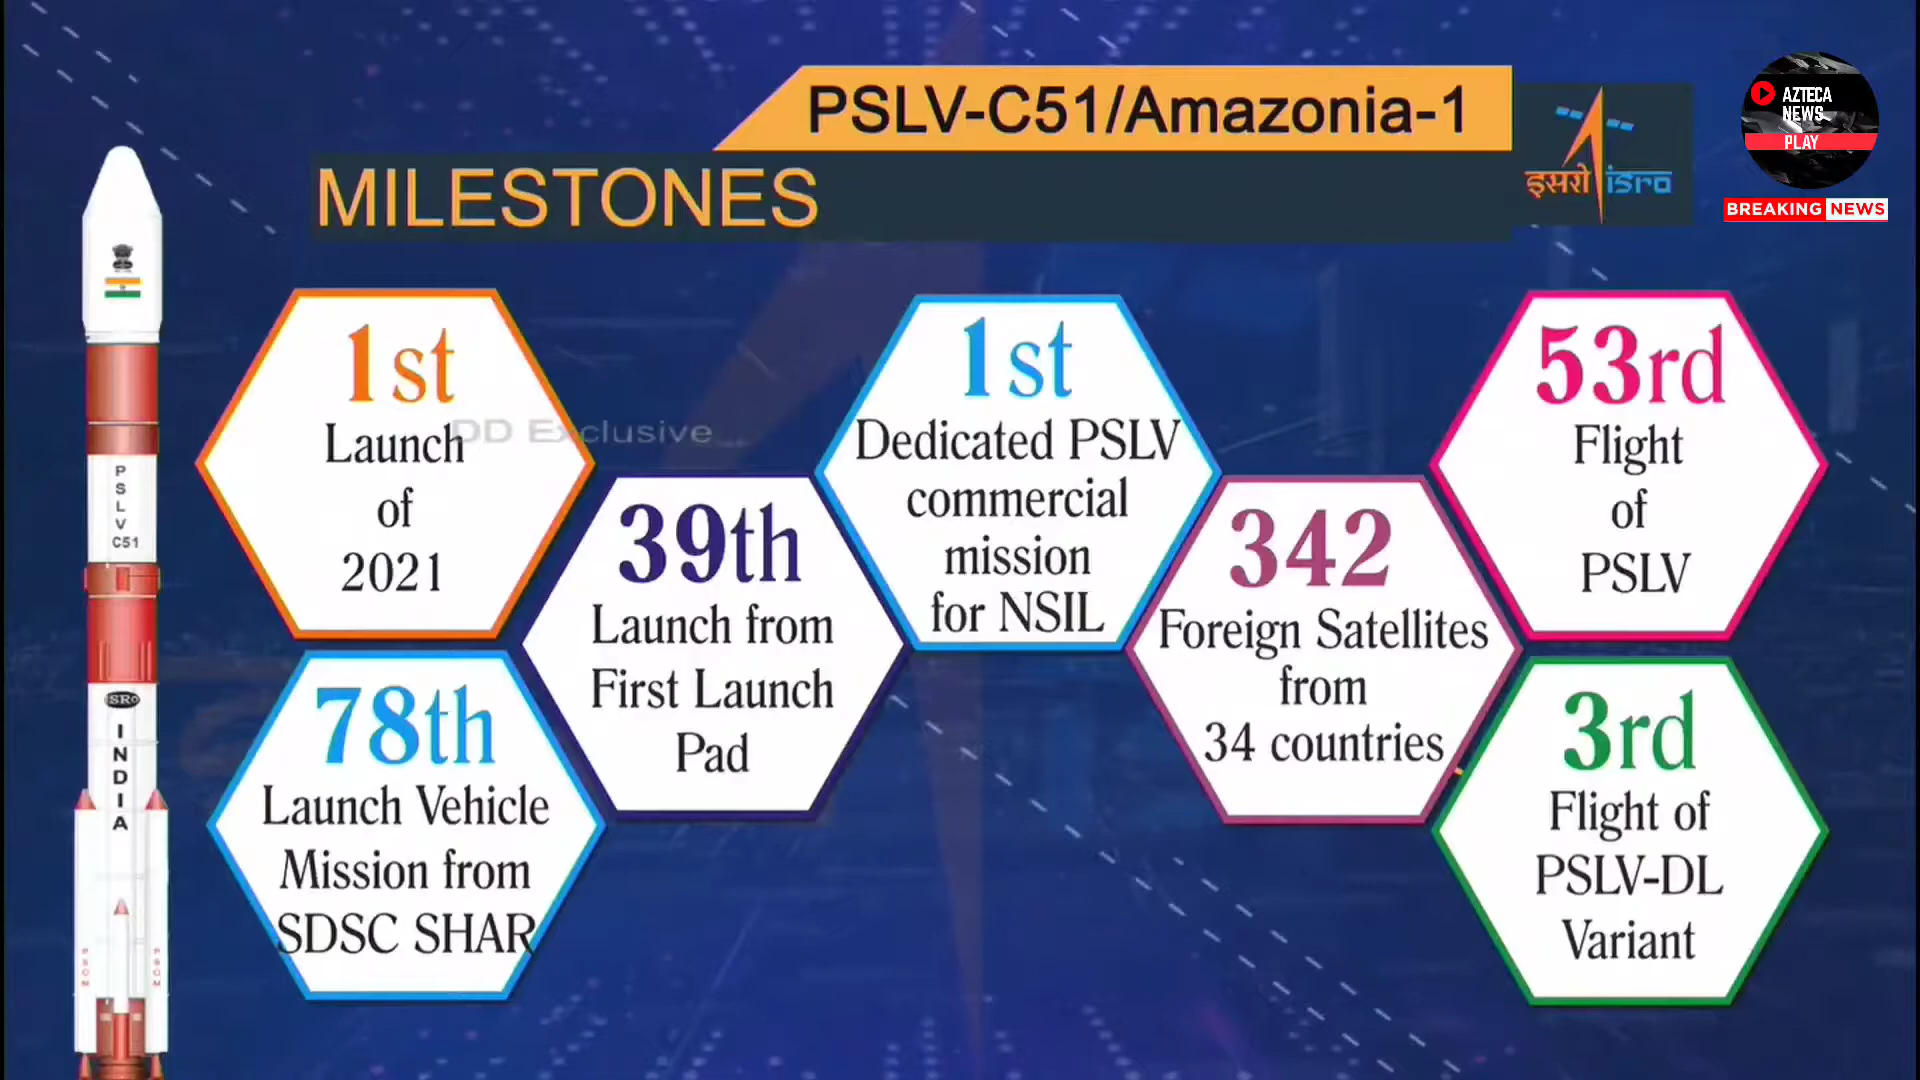 PSLV-C51/Amazonia-1
MILESTONES
इसरो isro
AZTECA
NEWS
PLAY
BREAKING NEWS
1st
Launch
of
2021
DD Exclusive
39th
Launch from
First Launch
Pad
1st
Dedicated PSLV
commercial
mission
for NSIL
342
Foreign Satellites
from
34 countries
53rd
Flight
of
PSLV
78th
Launch Vehicle
Mission from
SDSC SHAR
3rd
Flight of
PSLV-DL
Variant
P
S
L
V
C51
ISRO
I
N
D
I
A
P
S
O
M
P
S
O
M